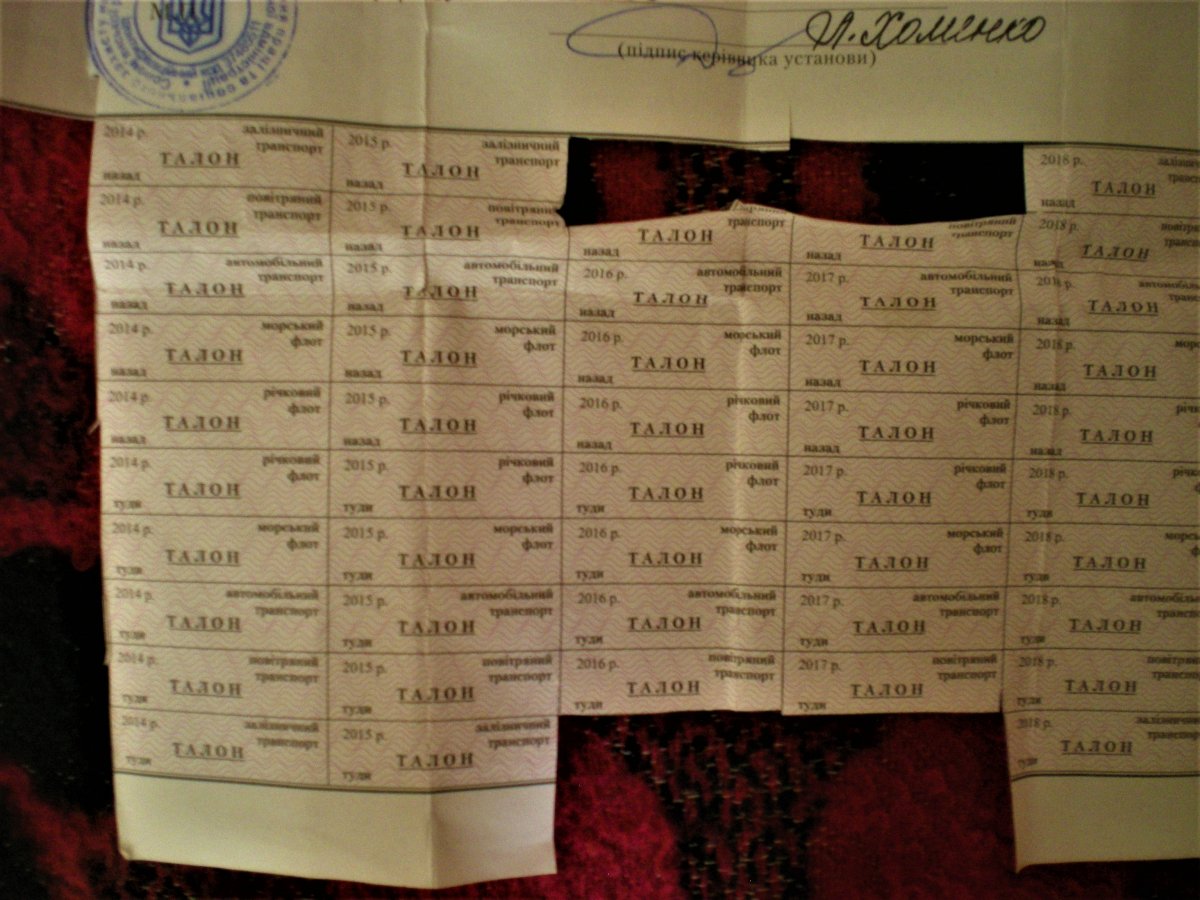 И. Хоменко
(підпис керівника установи)
2014 р. залізничний транспорт
ТАЛОН
назад
2015 р. залізничний транспорт
ТАЛОН
назад
2018 р.
ТАЛОН
назад
2014 р. повітряний транспорт
ТАЛОН
назад
2015 р. повітряний транспорт
ТАЛОН
назад
транспорт
ТАЛОН
назад
повітряний транспорт
ТАЛОН
назад
2018 р.
ТАЛОН
назад
2014 р. автомобільний транспорт
ТАЛОН
назад
2015 р. автомобільний транспорт
ТАЛОН
назад
2016 р. автомобільний транспорт
ТАЛОН
назад
2017 р. автомобільний транспорт
ТАЛОН
назад
2018 р.
ТАЛОН
назад
2014 р. морський флот
ТАЛОН
назад
2015 р. морський флот
ТАЛОН
назад
2016 р. морський флот
ТАЛОН
назад
2017 р. морський флот
ТАЛОН
назад
2018 р.
ТАЛОН
назад
2014 р. річковий флот
ТАЛОН
назад
2015 р. річковий флот
ТАЛОН
назад
2016 р. річковий флот
ТАЛОН
назад
2017 р. річковий флот
ТАЛОН
назад
2018 р.
ТАЛОН
назад
2014 р. річковий флот
ТАЛОН
туди
2015 р. річковий флот
ТАЛОН
туди
2016 р. річковий флот
ТАЛОН
туди
2017 р. річковий флот
ТАЛОН
туди
2018 р.
ТАЛОН
туди
2014 р. морський флот
ТАЛОН
туди
2015 р. морський флот
ТАЛОН
туди
2016 р. морський флот
ТАЛОН
туди
2017 р. морський флот
ТАЛОН
туди
2018 р.
ТАЛОН
туди
2014 р. автомобільний транспорт
ТАЛОН
туди
2015 р. автомобільний транспорт
ТАЛОН
туди
2016 р. автомобільний транспорт
ТАЛОН
туди
2017 р. автомобільний транспорт
ТАЛОН
туди
2018 р.
ТАЛОН
туди
2014 р. повітряний транспорт
ТАЛОН
туди
2015 р. повітряний транспорт
ТАЛОН
туди
2016 р. повітряний транспорт
ТАЛОН
туди
2017 р. повітряний транспорт
ТАЛОН
туди
2018 р.
ТАЛОН
туди
2014 р. залізничний транспорт
ТАЛОН
туди
2015 р. залізничний транспорт
ТАЛОН
туди
2018 р.
ТАЛОН
туди